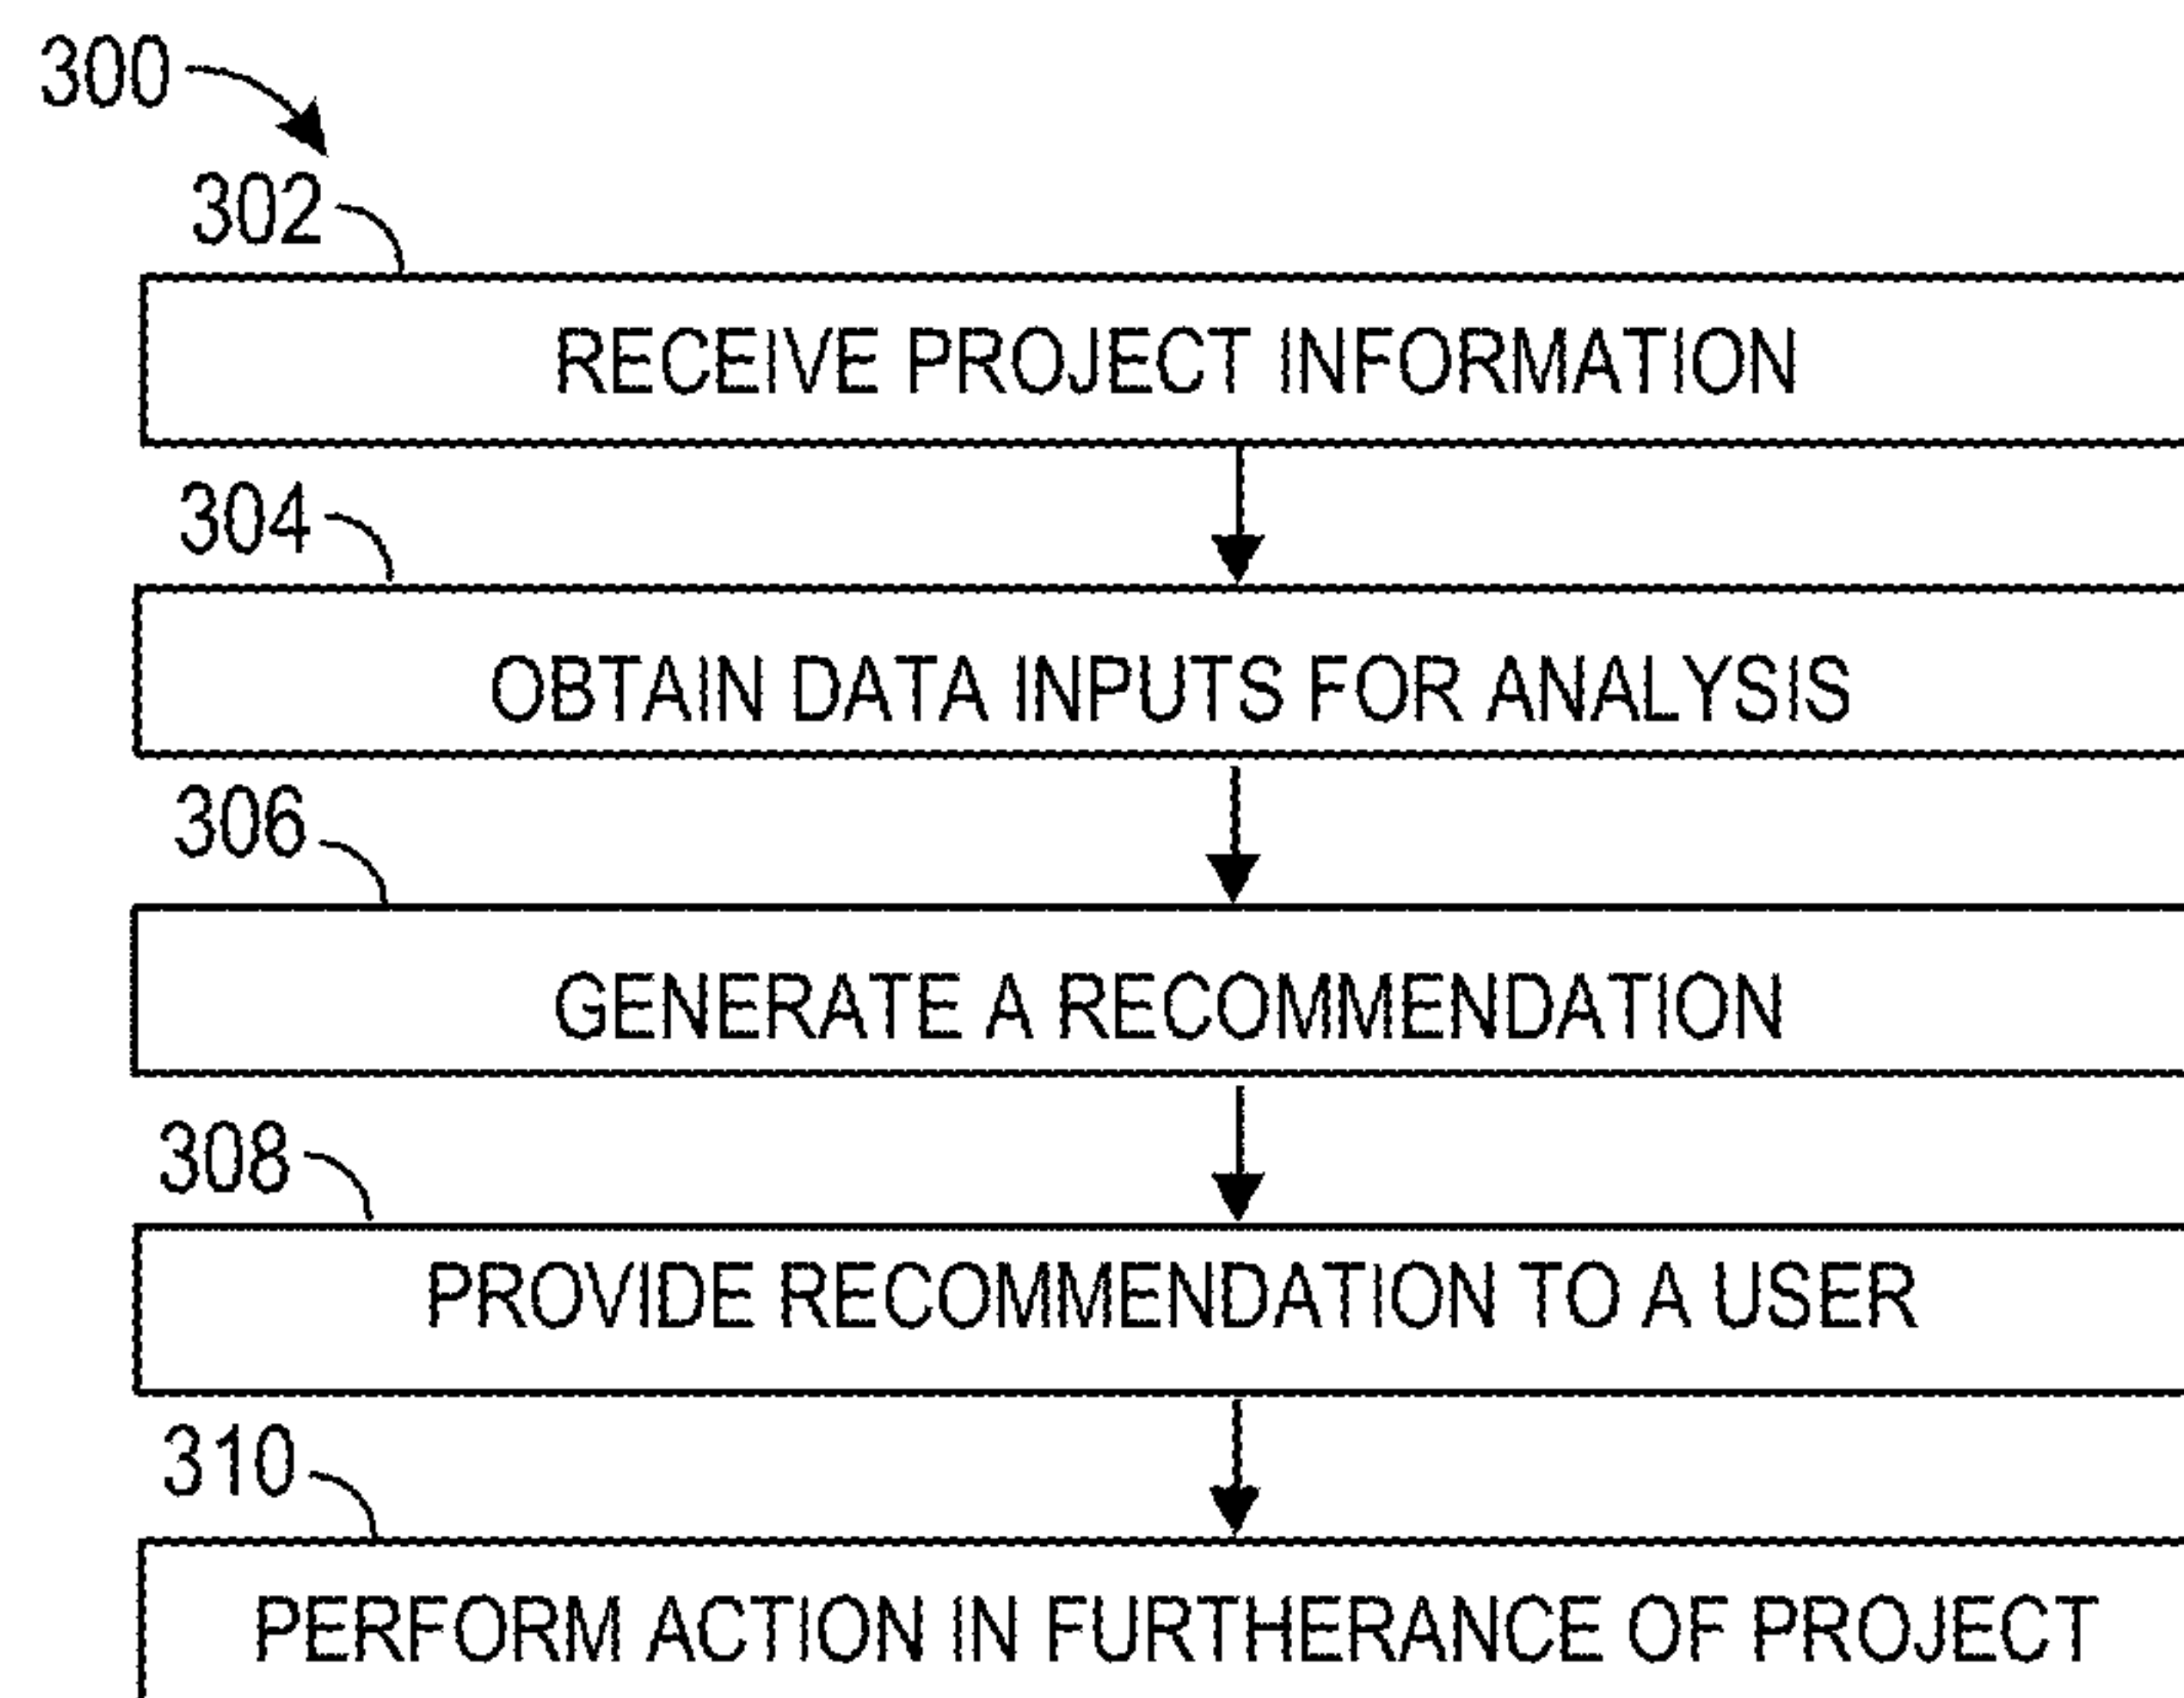 300
302
RECEIVE PROJECT INFORMATION
304
OBTAIN DATA INPUTS FOR ANALYSIS
306
GENERATE A RECOMMENDATION
308
PROVIDE RECOMMENDATION TO A USER
310
PERFORM ACTION IN FURTHERANCE OF PROJECT